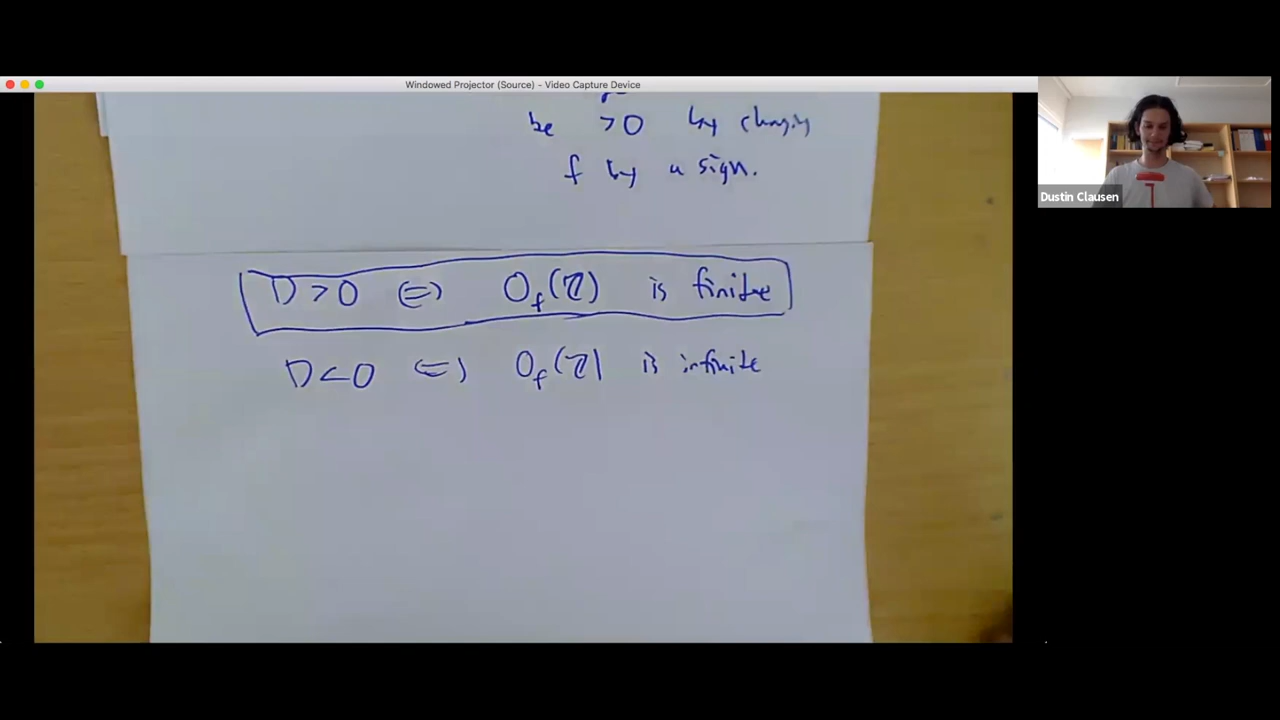 Windowed Projector (Source) - Video Capture Device
be >0 by changing
f by a sign.
Dustin Clausen
D>0 ⇔ O_f(ℤ) is finite
D<0 ⇔ O_f(ℤ) is infinite